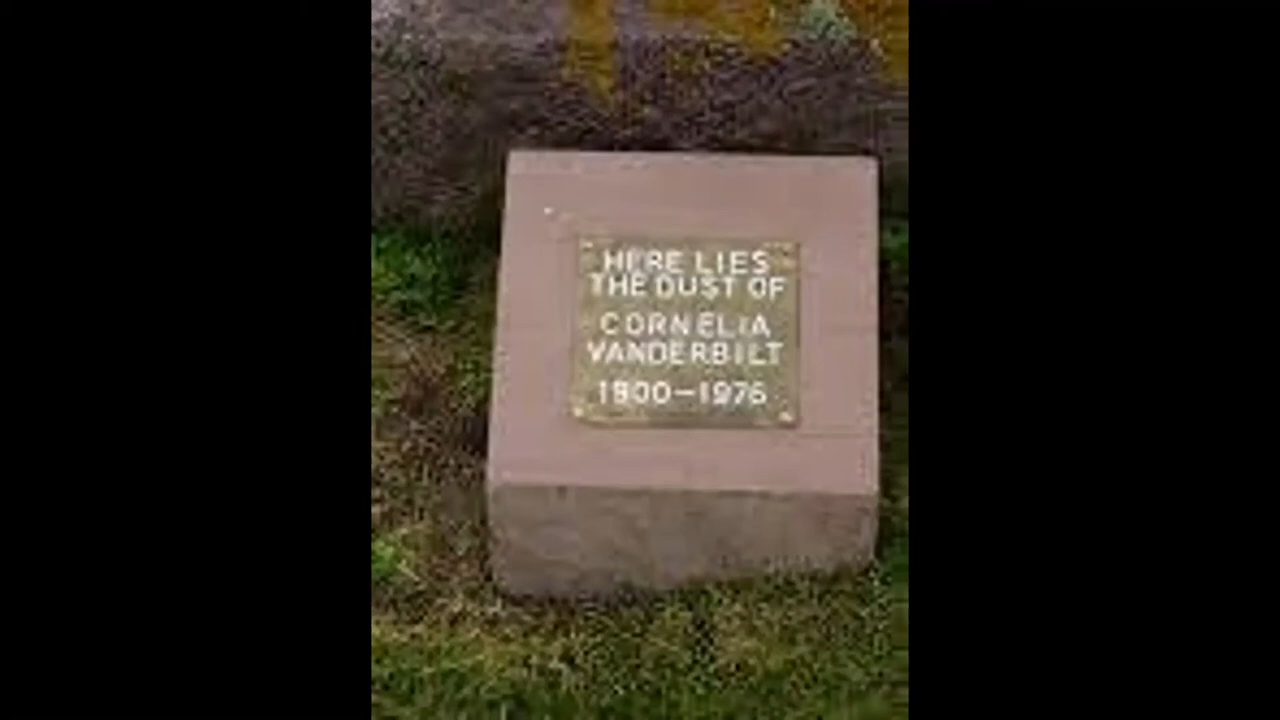 HERE LIES
THE DUST OF
CORNELIA
VANDERBILT
1900–1976